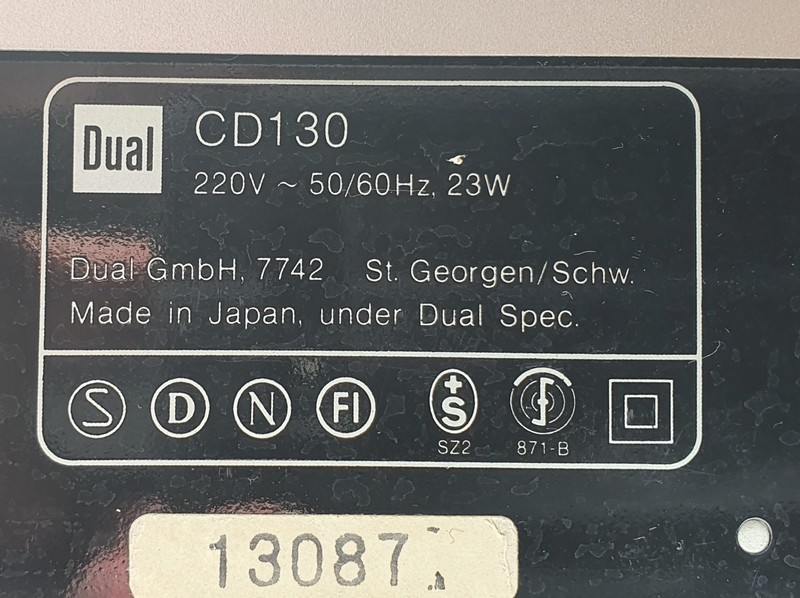 Dual
CD130
220V ~ 50/60Hz, 23W
Dual GmbH, 7742 St. Georgen/Schw.
Made in Japan, under Dual Spec.
S D N FI +S
SZ2 871-B
13087